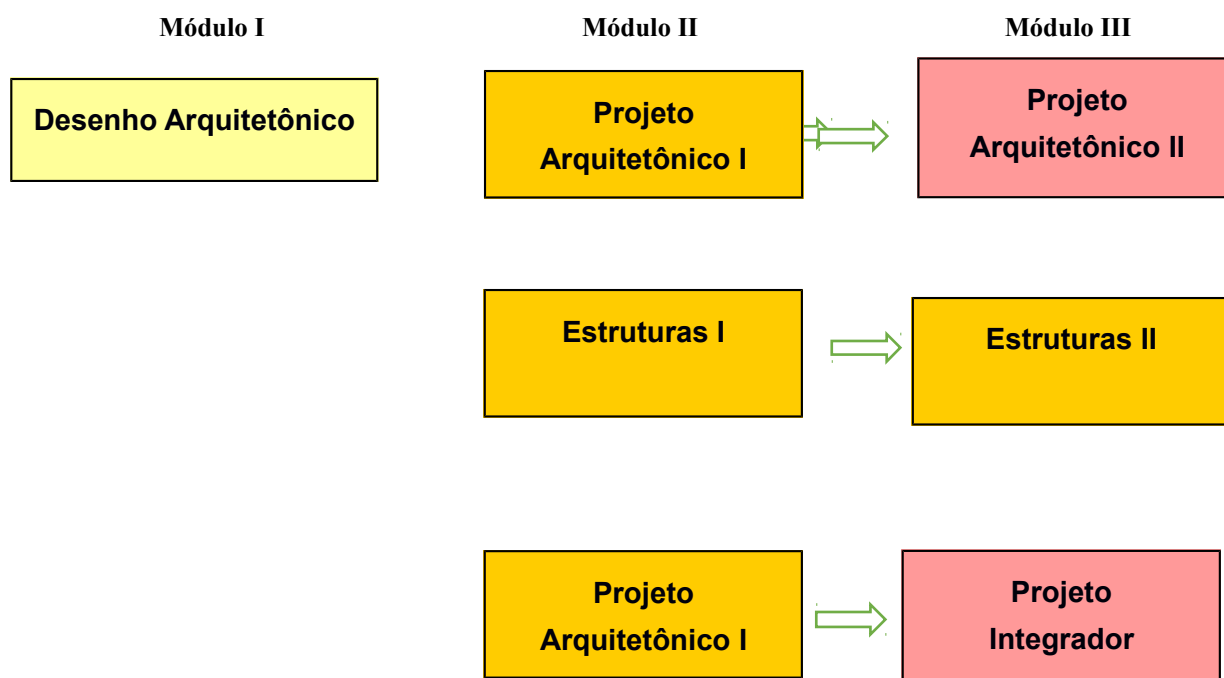 Módulo I
Módulo II
Módulo III
Desenho Arquitetônico
Projeto
Arquitetônico I
Projeto
Arquitetônico II
Estruturas I
Estruturas II
Projeto
Arquitetônico I
Projeto
Integrador